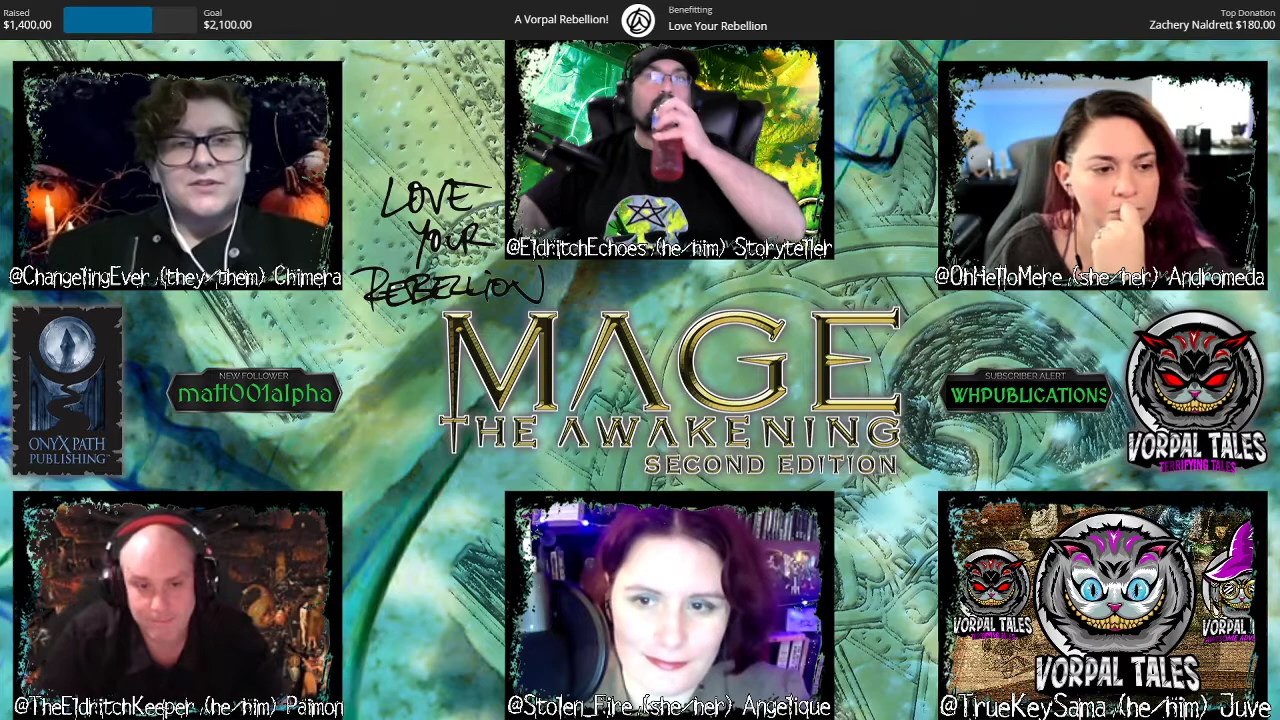 Raised
$1,400.00
Goal
$2,100.00
A Vorpal Rebellion!
Benefitting
Love Your Rebellion
Top Donation
Zachery Naldrett $180.00
@ChangelingEver (they/them) Chimera
@EldritchEchoes (he/him) Storyteller
@OhHelloMere (she/her) Andromeda
LOVE
YOUR
REBELLION
ONYX PATH
PUBLISHING
NEW FOLLOWER
matt001alpha
MAGE
THE AWAKENING
SECOND EDITION
SUBSCRIBER ALERT
WHPUBLICATIONS
VORPAL TALES
TERRIFYING TALES
@TheEldritchKeeper (he/him) Paimon
@Stolen_Fire (she/her) Angelique
VORPAL TALES
VORPAL TALES
@TrueKeySama (he/him) Juve